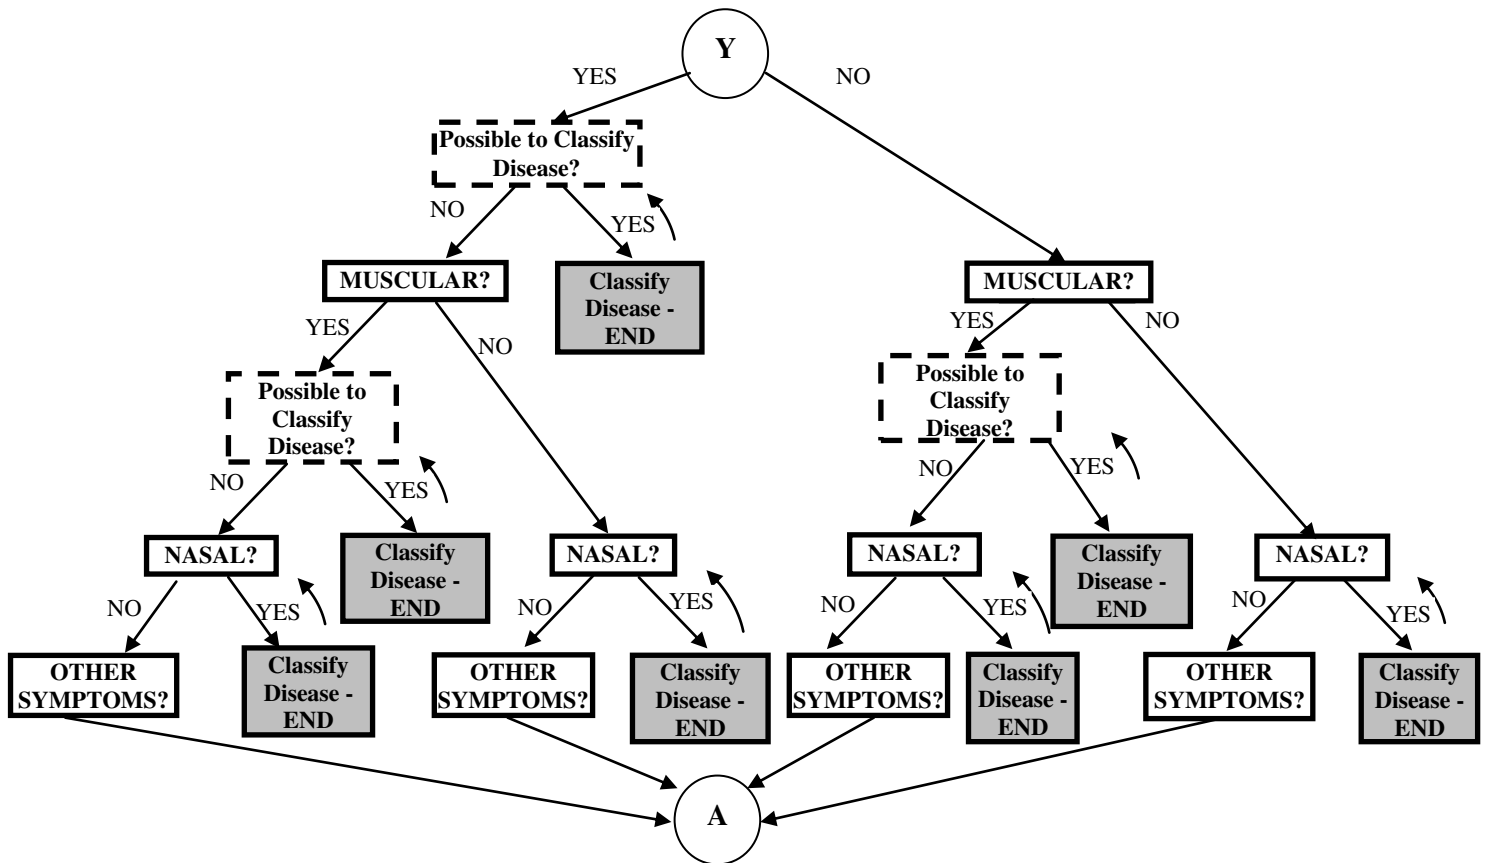 Y
YES
NO
Possible to Classify
Disease?
NO
YES
MUSCULAR?
Classify
Disease -
END
MUSCULAR?
YES
NO
YES
NO
Possible to
Classify
Disease?
Possible to
Classify
Disease?
NO
YES
NO
YES
NASAL?
Classify
Disease -
END
NASAL?
NASAL?
Classify
Disease -
END
NASAL?
NO
YES
NO
YES
NO
YES
NO
YES
OTHER
SYMPTOMS?
Classify
Disease -
END
OTHER
SYMPTOMS?
Classify
Disease -
END
OTHER
SYMPTOMS?
Classify
Disease -
END
OTHER
SYMPTOMS?
Classify
Disease -
END
A